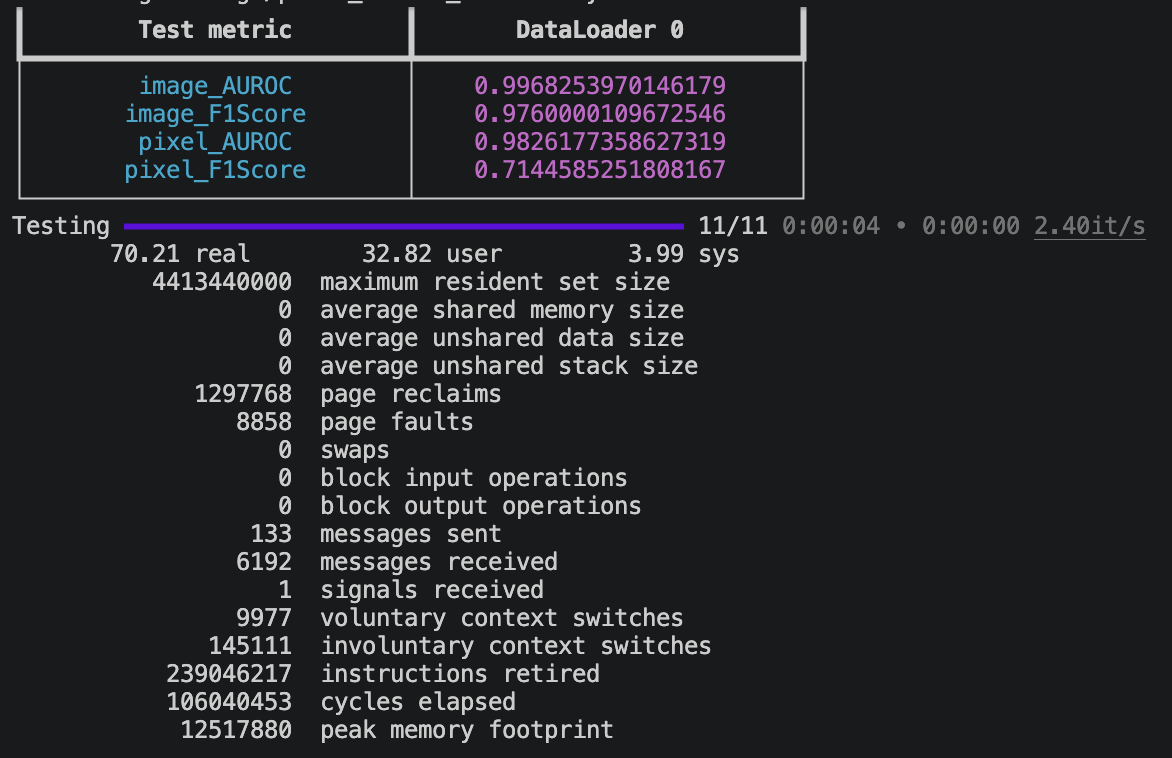 Test metric DataLoader 0
image_AUROC 0.9968253970146179
image_F1Score 0.9760000109672546
pixel_AUROC 0.9826177358627319
pixel_F1Score 0.7144585251808167
Testing 11/11 0:00:04 • 0:00:00 2.40it/s
70.21 real 32.82 user 3.99 sys
4413440000 maximum resident set size
0 average shared memory size
0 average unshared data size
0 average unshared stack size
1297768 page reclaims
8858 page faults
0 swaps
0 block input operations
0 block output operations
133 messages sent
6192 messages received
1 signals received
9977 voluntary context switches
145111 involuntary context switches
239046217 instructions retired
106040453 cycles elapsed
12517880 peak memory footprint